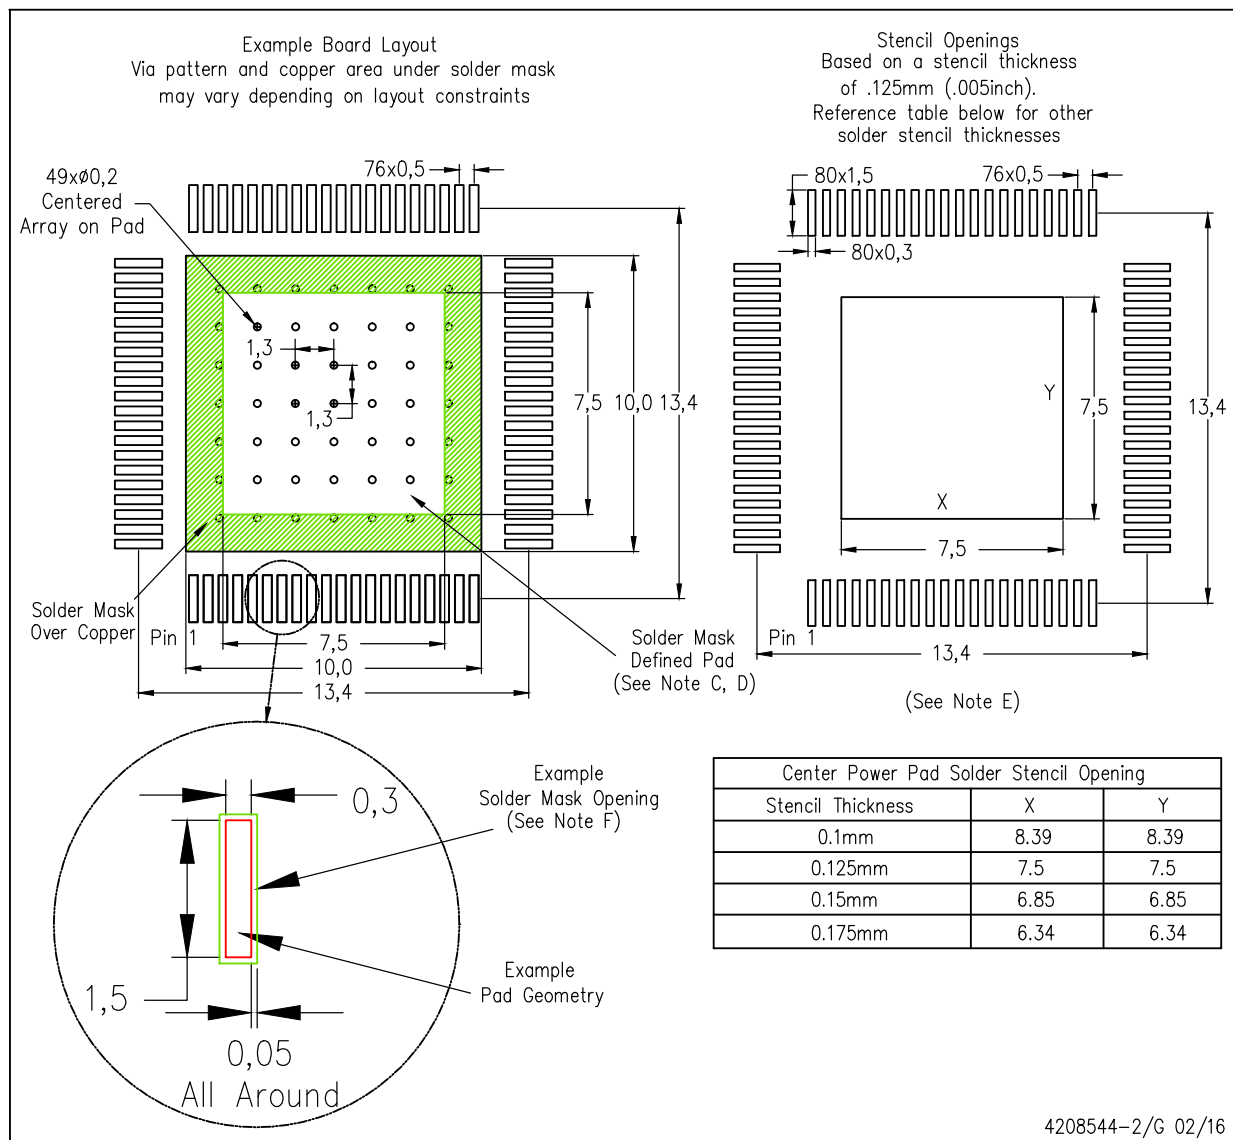 Example Board Layout
Via pattern and copper area under solder mask
may vary depending on layout constraints
Stencil Openings
Based on a stencil thickness
of .125mm (.005inch).
Reference table below for other
solder stencil thicknesses
49xø0,2
Centered
Array on Pad
76x0,5
1,3
1,3
7,5
10,0
13,4
Solder Mask
Over Copper
Pin 1
7,5
10,0
13,4
Solder Mask
Defined Pad
(See Note C, D)
80x1,5
76x0,5
80x0,3
Y
7,5
13,4
X
7,5
Pin 1
13,4
(See Note E)
0,3
Example
Solder Mask Opening
(See Note F)
1,5
Example
Pad Geometry
0,05
All Around
Center Power Pad Solder Stencil Opening
Stencil Thickness X Y
0.1mm 8.39 8.39
0.125mm 7.5 7.5
0.15mm 6.85 6.85
0.175mm 6.34 6.34
4208544-2/G 02/16